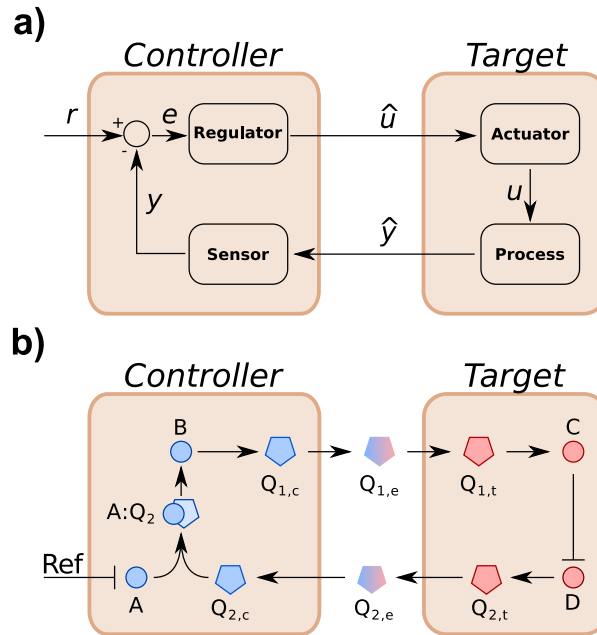 a)
Controller
Target
r
+
-
e
Regulator
û
Actuator
y
u
Sensor
ŷ
Process
b)
Controller
Target
B
C
Q1,c
Q1,e
Q1,t
A:Q2
Ref
A
Q2,c
Q2,e
Q2,t
D